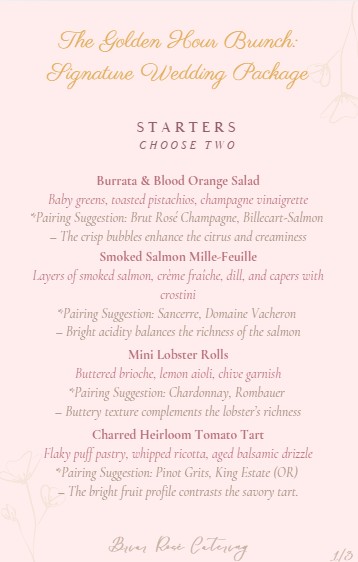 The Golden Hour Brunch:
Signature Wedding Package
STARTERS
CHOOSE TWO
Burrata & Blood Orange Salad
Baby greens, toasted pistachios, champagne vinaigrette
*Pairing Suggestion: Brut Rosé Champagne, Billecart-Salmon
– The crisp bubbles enhance the citrus and creaminess
Smoked Salmon Mille-Feuille
Layers of smoked salmon, crème fraîche, dill, and capers with
crostini
*Pairing Suggestion: Sancerre, Domaine Vacheron
– Bright acidity balances the richness of the salmon
Mini Lobster Rolls
Buttered brioche, lemon aioli, chive garnish
*Pairing Suggestion: Chardonnay, Rombauer
– Buttery texture complements the lobster's richness
Charred Heirloom Tomato Tart
Flaky puff pastry, whipped ricotta, aged balsamic drizzle
*Pairing Suggestion: Pinot Grits, King Estate (OR)
– The bright fruit profile contrasts the savory tart.
Briar Rosé Catering
1/3